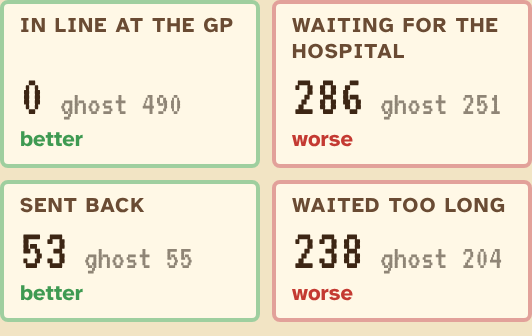 IN LINE AT THE GP
0 ghost 490
better
WAITING FOR THE
HOSPITAL
286 ghost 251
worse
SENT BACK
53 ghost 55
better
WAITED TOO LONG
238 ghost 204
worse